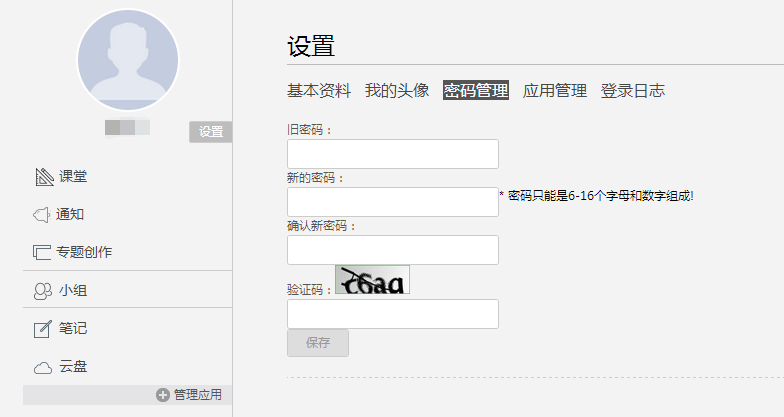 设置
课堂
通知
专题创作
小组
笔记
云盘
管理应用
设置
基本资料 我的头像 密码管理 应用管理 登录日志
旧密码：
新的密码：
* 密码只能是6-16个字母和数字组成!
确认新密码：
验证码：
保存